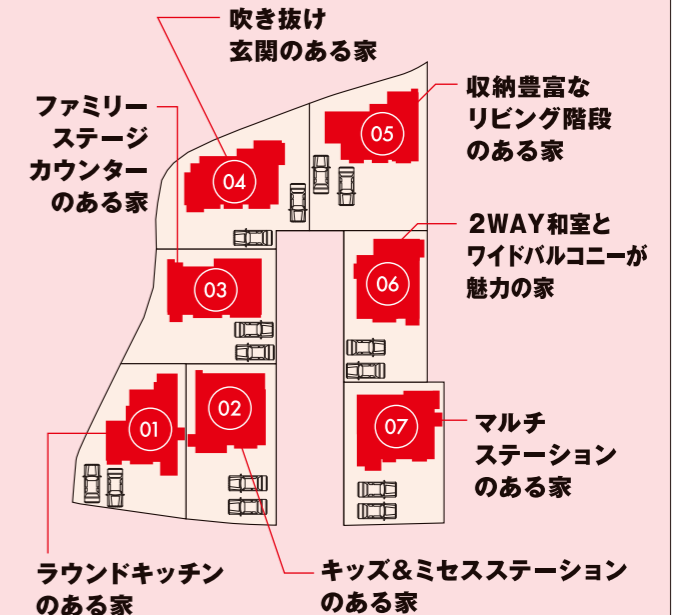 吹き抜け
玄関のある家
ファミリー
ステージ
カウンター
のある家
収納豊富な
リビング階段
のある家
05
04
2WAY和室と
ワイドバルコニーが
魅力の家
03
06
01
02
07
マルチ
ステーション
のある家
ラウンドキッチン
のある家
キッズ&ミセスステーション
のある家